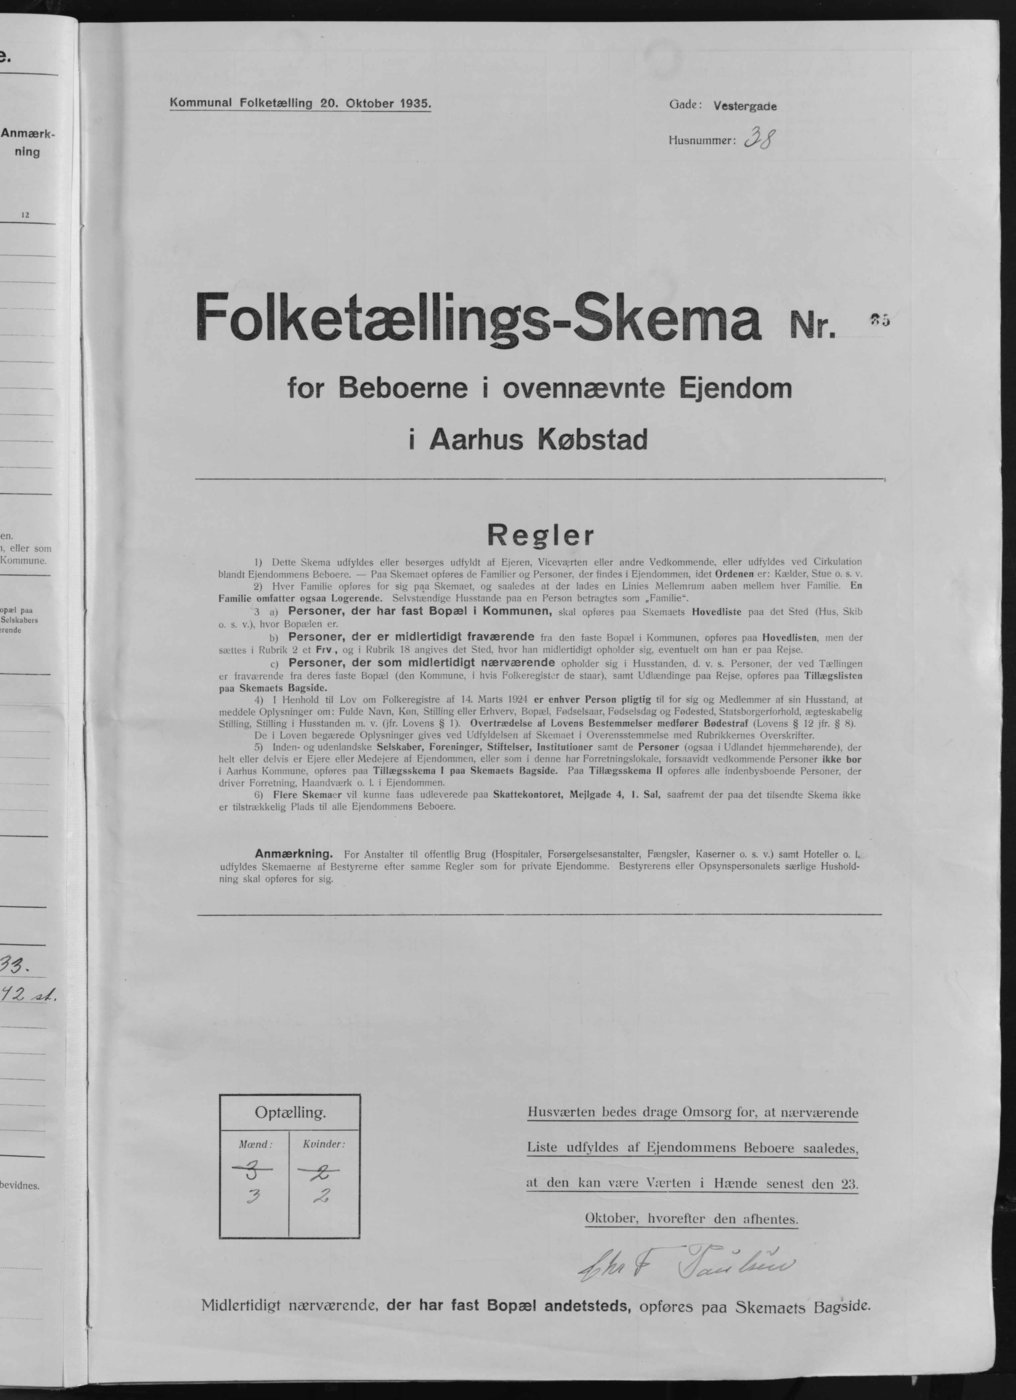 e.
Anmærk-
ning
12
en.
n, eller som
Kommune.
opæl paa
Selskabers
erende
33.
42 st.
bevidnes.
Kommunal Folketælling 20. Oktober 1935.
Gade: Vestergade
Husnummer: 38
Folketællings-Skema Nr. 35
for Beboerne i ovennævnte Ejendom
i Aarhus Købstad
Regler
1) Dette Skema udfyldes eller besørges udfyldt af Ejeren, Viceværten eller andre Vedkommende, eller udfyldes ved Cirkulation
blandt Ejendommens Beboere. — Paa Skemaet opføres de Familier og Personer, der findes i Ejendommen, idet Ordenen er: Kælder, Stue o. s. v.
2) Hver Familie opføres for sig paa Skemaet, og saaledes at der lades en Linies Mellemrum aaben mellem hver Familie. En
Familie omfatter ogsaa Logerende. Selvstændige Husstande paa en Person betragtes som „Familie“.
3 a) Personer, der har fast Bopæl i Kommunen, skal opføres paa Skemaets Hovedliste paa det Sted (Hus, Skib
o. s. v.), hvor Bopælen er.
b) Personer, der er midlertidigt fraværende fra den faste Bopæl i Kommunen, opføres paa Hovedlisten, men der
sættes i Rubrik 2 et Frv., og i Rubrik 18 angives det Sted, hvor han midlertidigt opholder sig, eventuelt om han er paa Rejse.
c) Personer, der som midlertidigt nærværende opholder sig i Husstanden, d. v. s. Personer, der ved Tællingen
er fraværende fra deres faste Bopæl (den Kommune, i hvis Folkeregister de staar), samt Udlændinge paa Rejse, opføres paa Tillægslisten
paa Skemaets Bagside.
4) I Henhold til Lov om Folkeregistre af 14. Marts 1924 er enhver Person pligtig til for sig og Medlemmer af sin Husstand, at
meddele Oplysninger om: Fulde Navn, Køn, Stilling eller Erhverv, Bopæl, Fødselsaar, Fødselsdag og Fødested, Statsborgerforhold, ægteskabelig
Stilling, Stilling i Husstanden m. v. (jfr. Lovens § 1). Overtrædelse af Lovens Bestemmelser medfører Bødestraf (Lovens § 12 jfr. § 8).
De i Loven begærede Oplysninger gives ved Udfyldelsen af Skemaet i Overensstemmelse med Rubrikkernes Overskrifter.
5) Inden- og udenlandske Selskaber, Foreninger, Stiftelser, Institutioner samt de Personer (ogsaa i Udlandet hjemmehørende), der
helt eller delvis er Ejere eller Medejere af Ejendommen, eller som i denne har Forretningslokale, forsaavidt vedkommende Personer ikke bor
i Aarhus Kommune, opføres paa Tillægsskema I paa Skemaets Bagside. Paa Tillægsskema II opføres alle indenbysboende Personer, der
driver Forretning, Haandværk o. l. i Ejendommen.
6) Flere Skemaer vil kunne faas udleverede paa Skattekontoret, Mejlgade 4, 1. Sal, saafremt der paa det tilsendte Skema ikke
er tilstrækkelig Plads til alle Ejendommens Beboere.
Anmærkning. For Anstalter til offentlig Brug (Hospitaler, Forsørgelsesanstalter, Fængsler, Kaserner o. s. v.) samt Hoteller o. l.
udfyldes Skemaerne af Bestyrerne efter samme Regler som for private Ejendomme. Bestyrerens eller Opsynspersonalets særlige Hushold-
ning skal opføres for sig.
Optælling.
Mænd: Kvinder:
3 2
3 2
Husværten bedes drage Omsorg for, at nærværende
Liste udfyldes af Ejendommens Beboere saaledes,
at den kan være Værten i Hænde senest den 23.
Oktober, hvorefter den afhentes.
Chr F Paulsen
Midlertidigt nærværende, der har fast Bopæl andetsteds, opføres paa Skemaets Bagside.